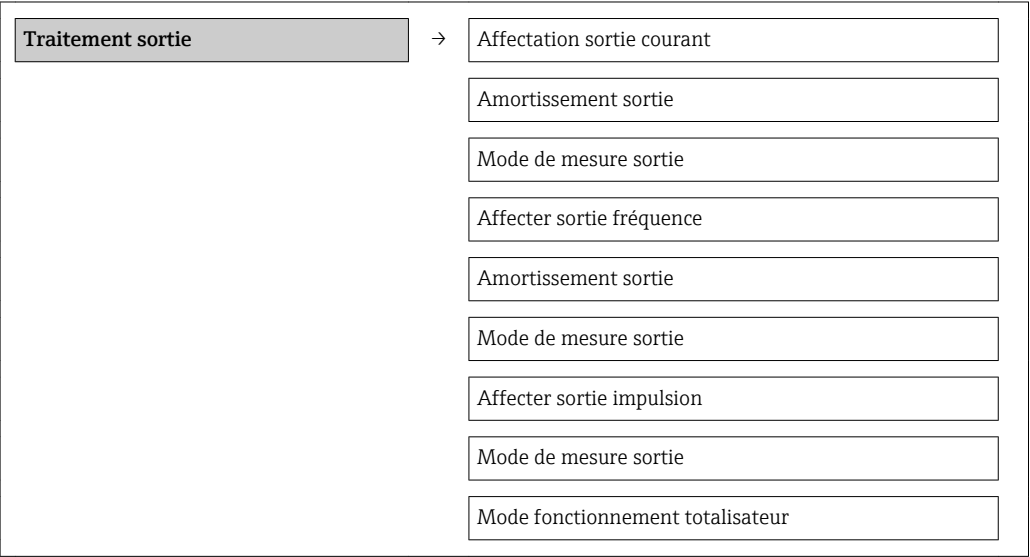 Traitement sortie → Affectation sortie courant
Amortissement sortie
Mode de mesure sortie
Affecter sortie fréquence
Amortissement sortie
Mode de mesure sortie
Affecter sortie impulsion
Mode de mesure sortie
Mode fonctionnement totalisateur